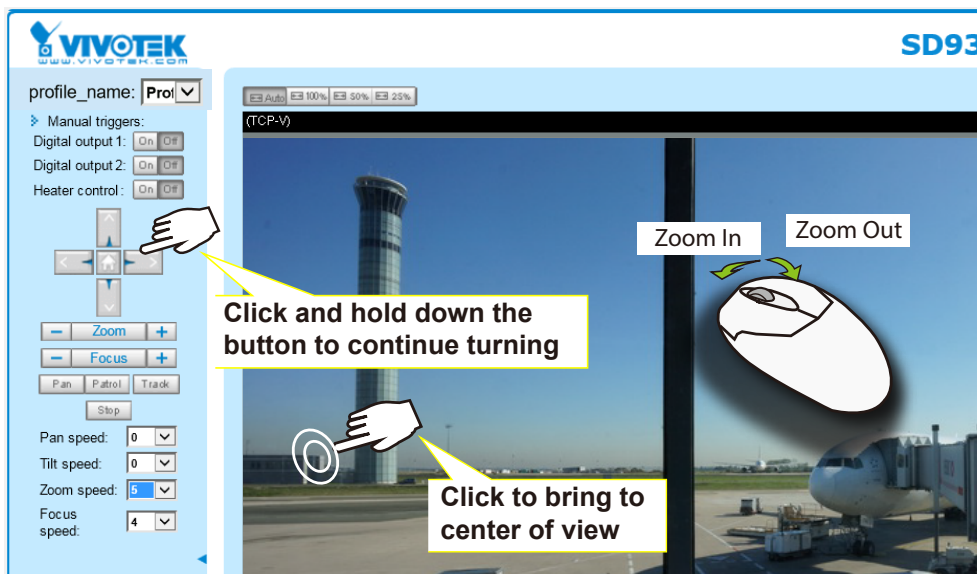 VIVOTEK
www.vivotek.com
SD93
profile_name: Prof
Auto 100% 50% 25%
(TCP-V)
Manual triggers:
Digital output 1: On Off
Digital output 2: On Off
Heater control: On Off
Zoom In
Zoom Out
Click and hold down the
button to continue turning
− Zoom +
− Focus +
Pan Patrol Track
Stop
Pan speed: 0
Tilt speed: 0
Zoom speed: 5
Focus
speed: 4
Click to bring to
center of view